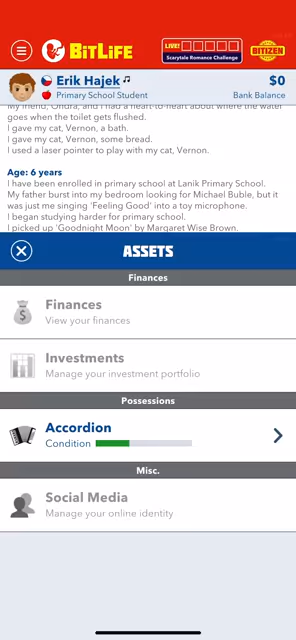 BitLife
LIVE!
Scarytale Romance Challenge
BITIZEN
Erik Hajek
$0
Primary School Student
Bank Balance
My friend, Ondra, and I had a heart-to-heart about where the water
goes when the toilet gets flushed.
I gave my cat, Vernon, a bath.
I gave my cat, Vernon, some bread.
I used a laser pointer to play with my cat, Vernon.
Age: 6 years
I have been enrolled in primary school at Lanik Primary School.
My father burst into my bedroom looking for Michael Buble, but it
was just me singing 'Feeling Good' into a toy microphone.
I began studying harder for primary school.
I picked up 'Goodnight Moon' by Margaret Wise Brown.
ASSETS
Finances
Finances
View your finances
Investments
Manage your investment portfolio
Possessions
Accordion
Condition
Misc.
Social Media
Manage your online identity